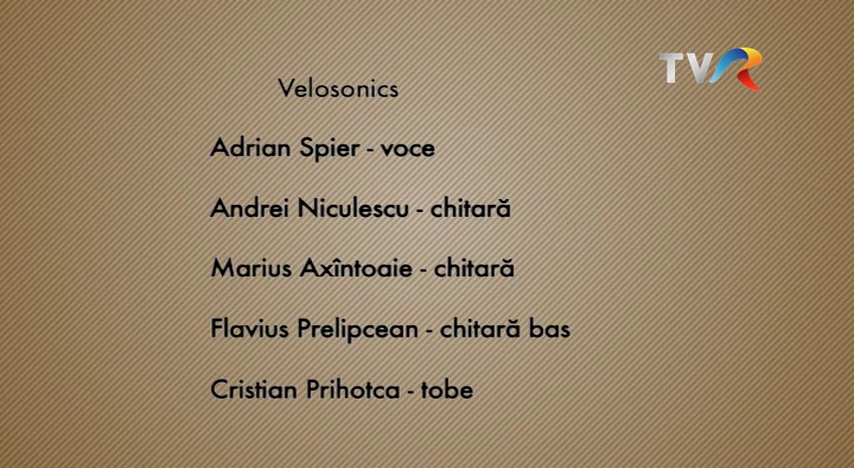 TVR
Velosonics
Adrian Spier - voce
Andrei Niculescu - chitară
Marius Axîntoaie - chitară
Flavius Prelipcean - chitară bas
Cristian Prihotca - tobe